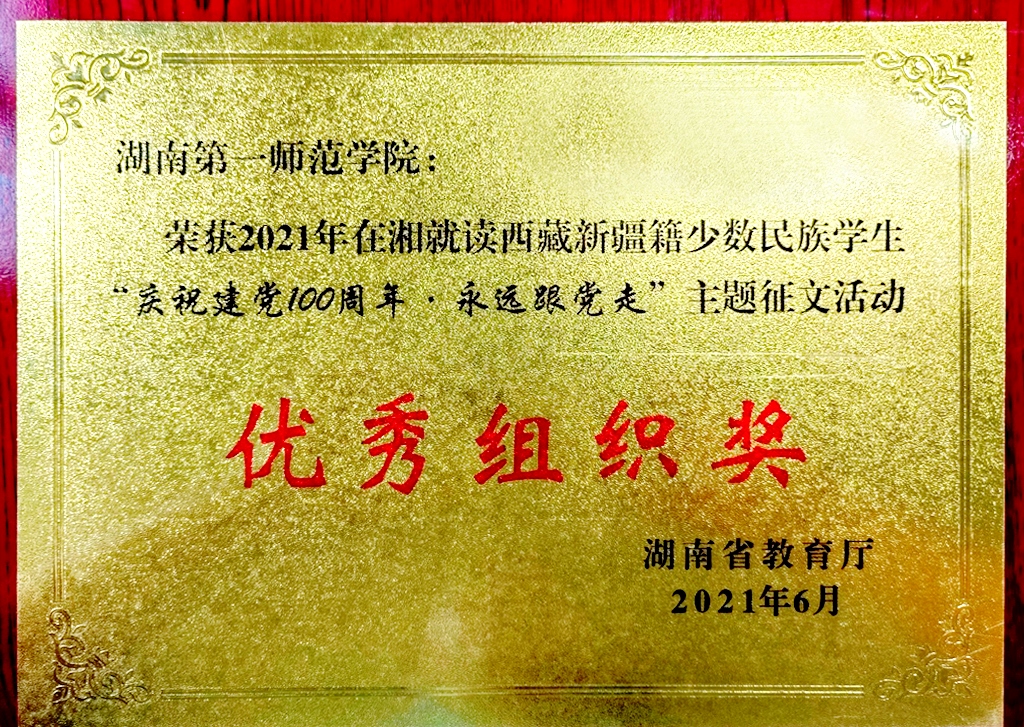 湖南第一师范学院：
荣获2021年在湘就读西藏新疆籍少数民族学生
“庆祝建党100周年·永远跟党走”主题征文活动
优秀组织奖
湖南省教育厅
2021年6月